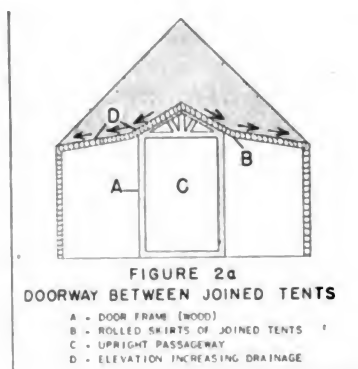 D
A
C
B
FIGURE 2a
DOORWAY BETWEEN JOINED TENTS
A - DOOR FRAME (WOOD)
B - ROLLED SKIRTS OF JOINED TENTS
C - UPRIGHT PASSAGEWAY
D - ELEVATION INCREASING DRAINAGE